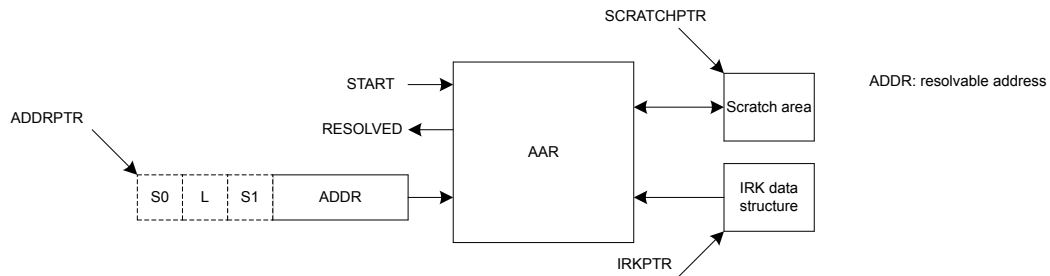 SCRATCHPTR
START
ADDR: resolvable address
Scratch area
ADDRPTR
RESOLVED
AAR
S0
L
S1
ADDR
IRK data
structure
IRKPTR